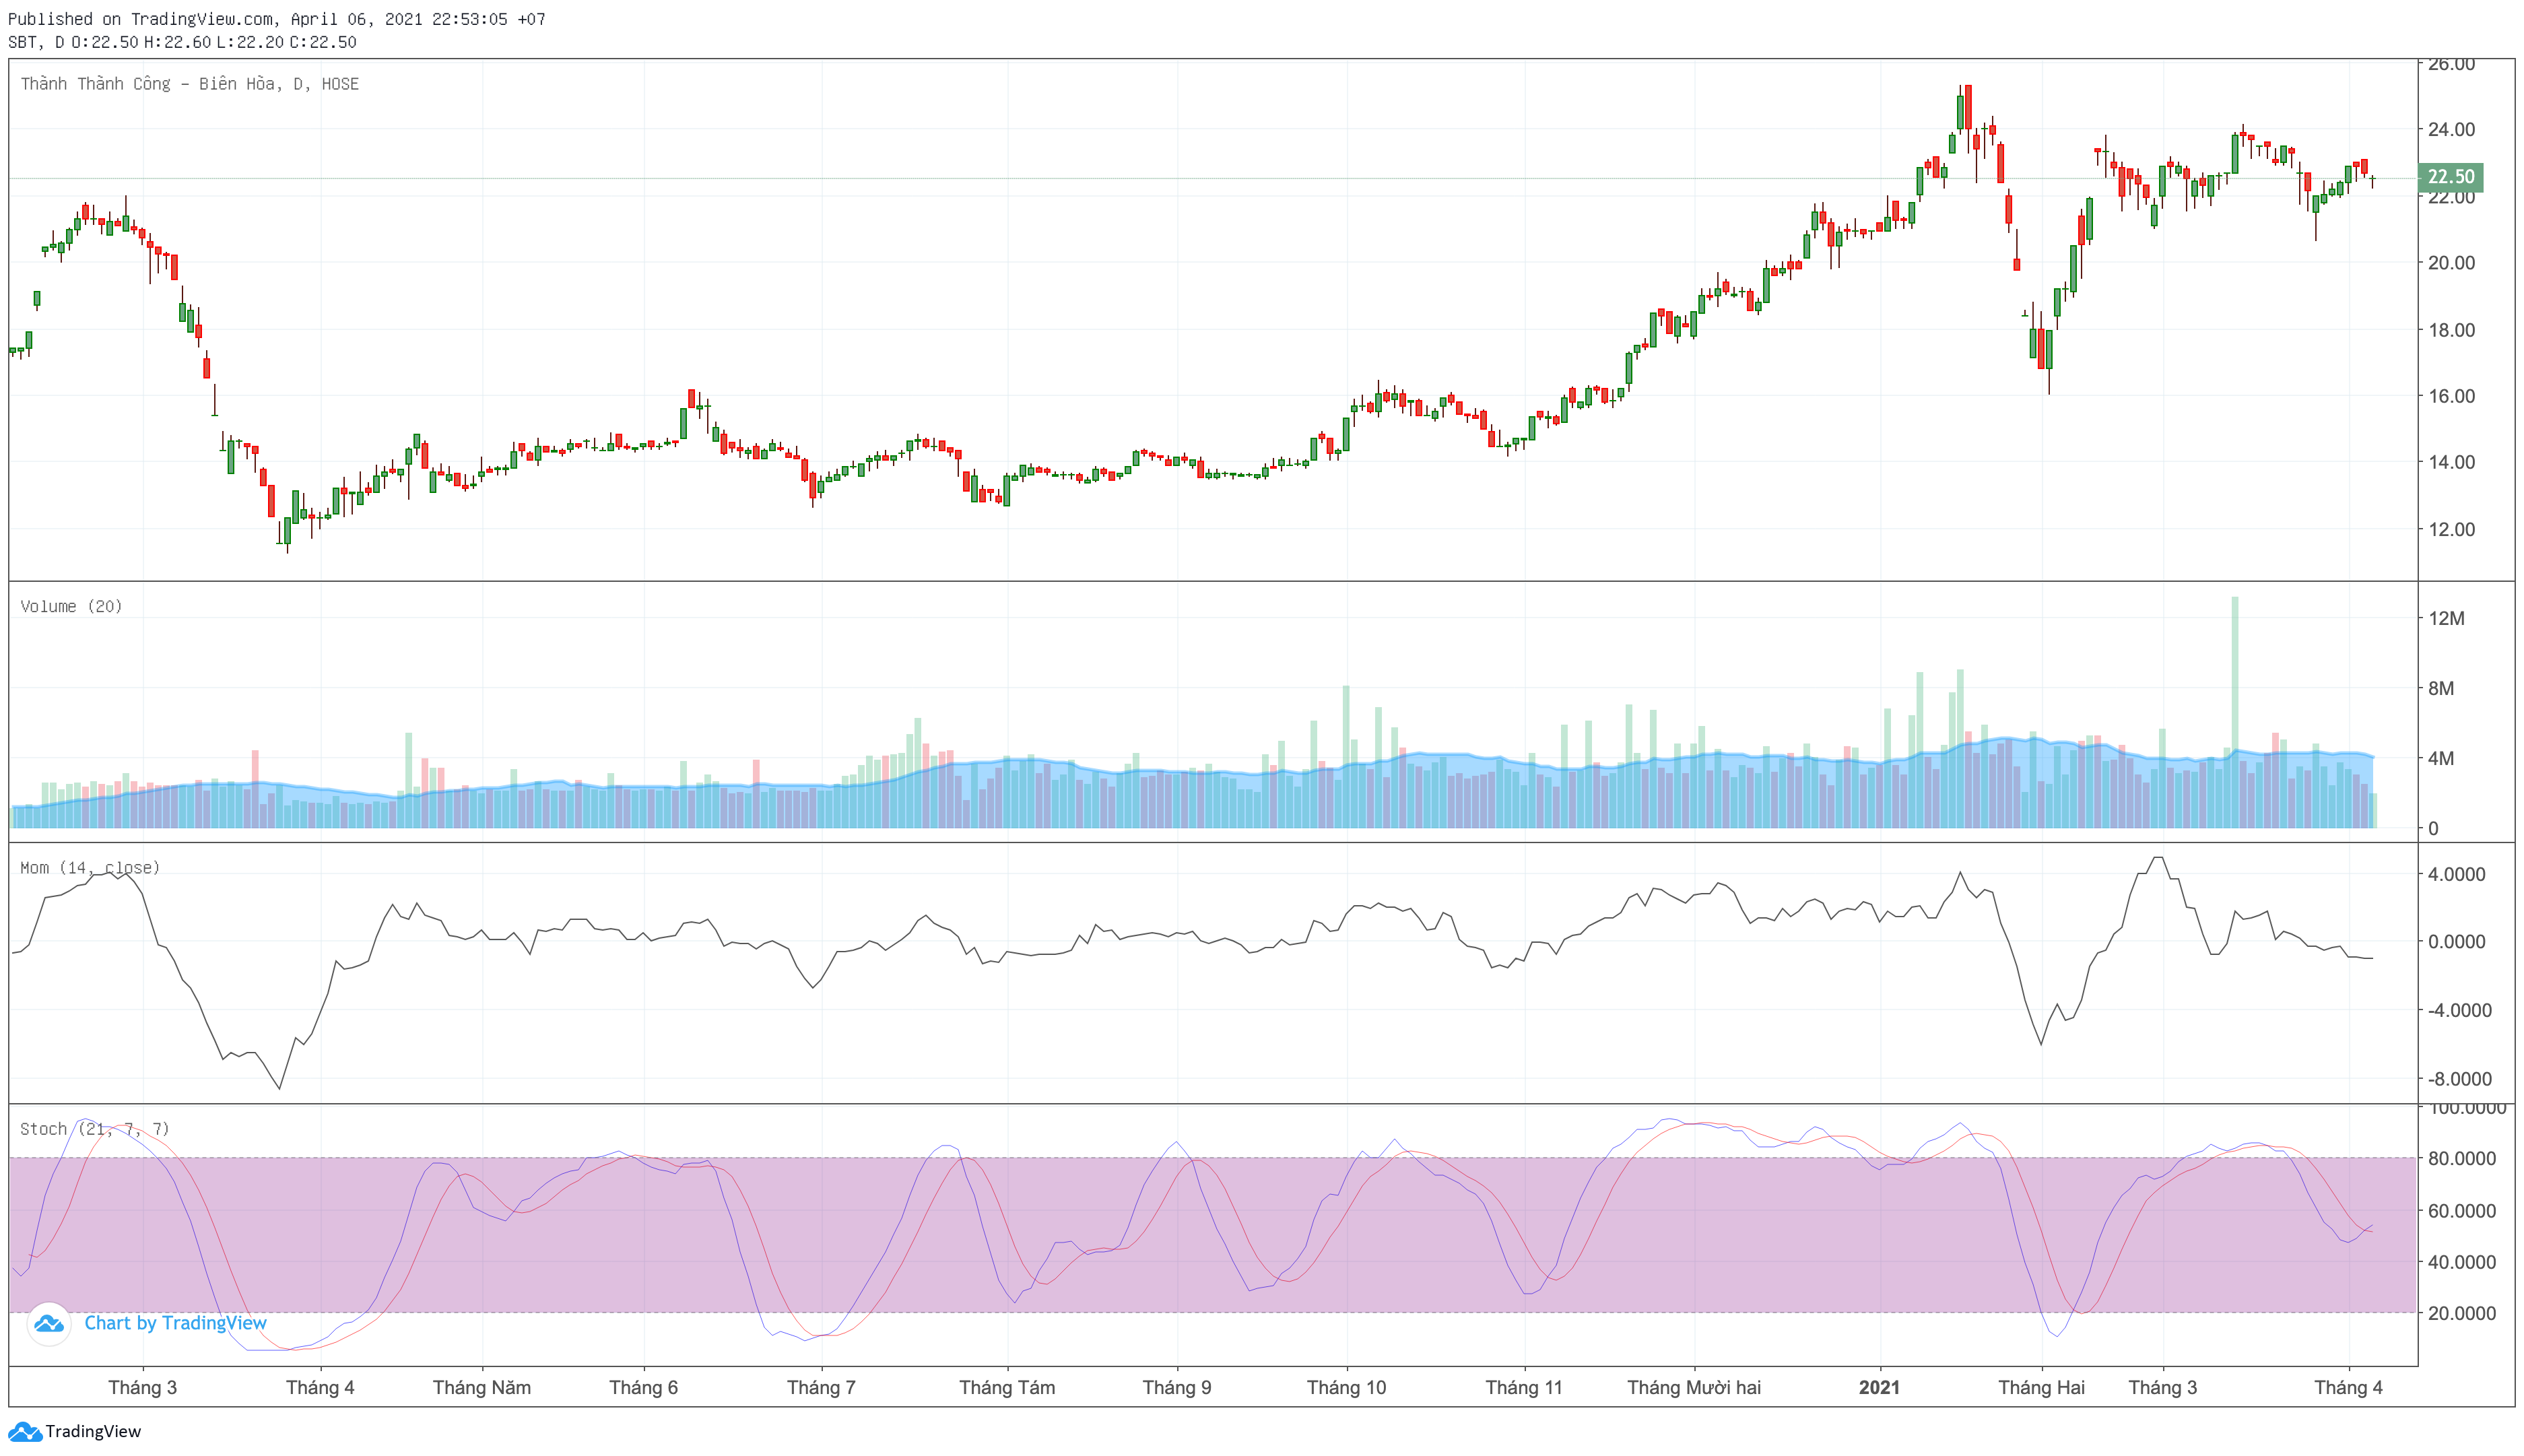 Published on TradingView.com, April 06, 2021 22:53:05 +07
SBT, D O:22.50 H:22.60 L:22.20 C:22.50
Thành Thành Công - Biên Hòa, D, HOSE
26.00
24.00
22.50
22.00
20.00
18.00
16.00
14.00
12.00
Volume (20)
12M
8M
4M
0
Mom (14, close)
4.0000
0.0000
-4.0000
-8.0000
Stoch (21, 7, 7)
100.0000
80.0000
60.0000
40.0000
20.0000
Chart by TradingView
Tháng 3 Tháng 4 Tháng Năm Tháng 6 Tháng 7 Tháng Tám Tháng 9 Tháng 10 Tháng 11 Tháng Mười hai 2021 Tháng Hai Tháng 3 Tháng 4
TradingView